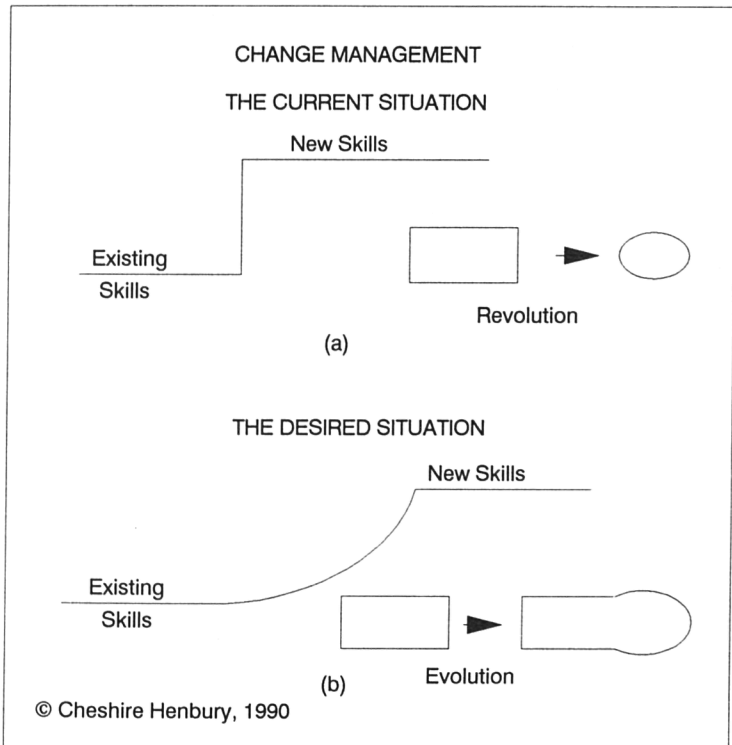 CHANGE MANAGEMENT
THE CURRENT SITUATION
New Skills
Existing
Skills
Revolution
(a)
THE DESIRED SITUATION
New Skills
Existing
Skills
Evolution
(b)
© Cheshire Henbury, 1990